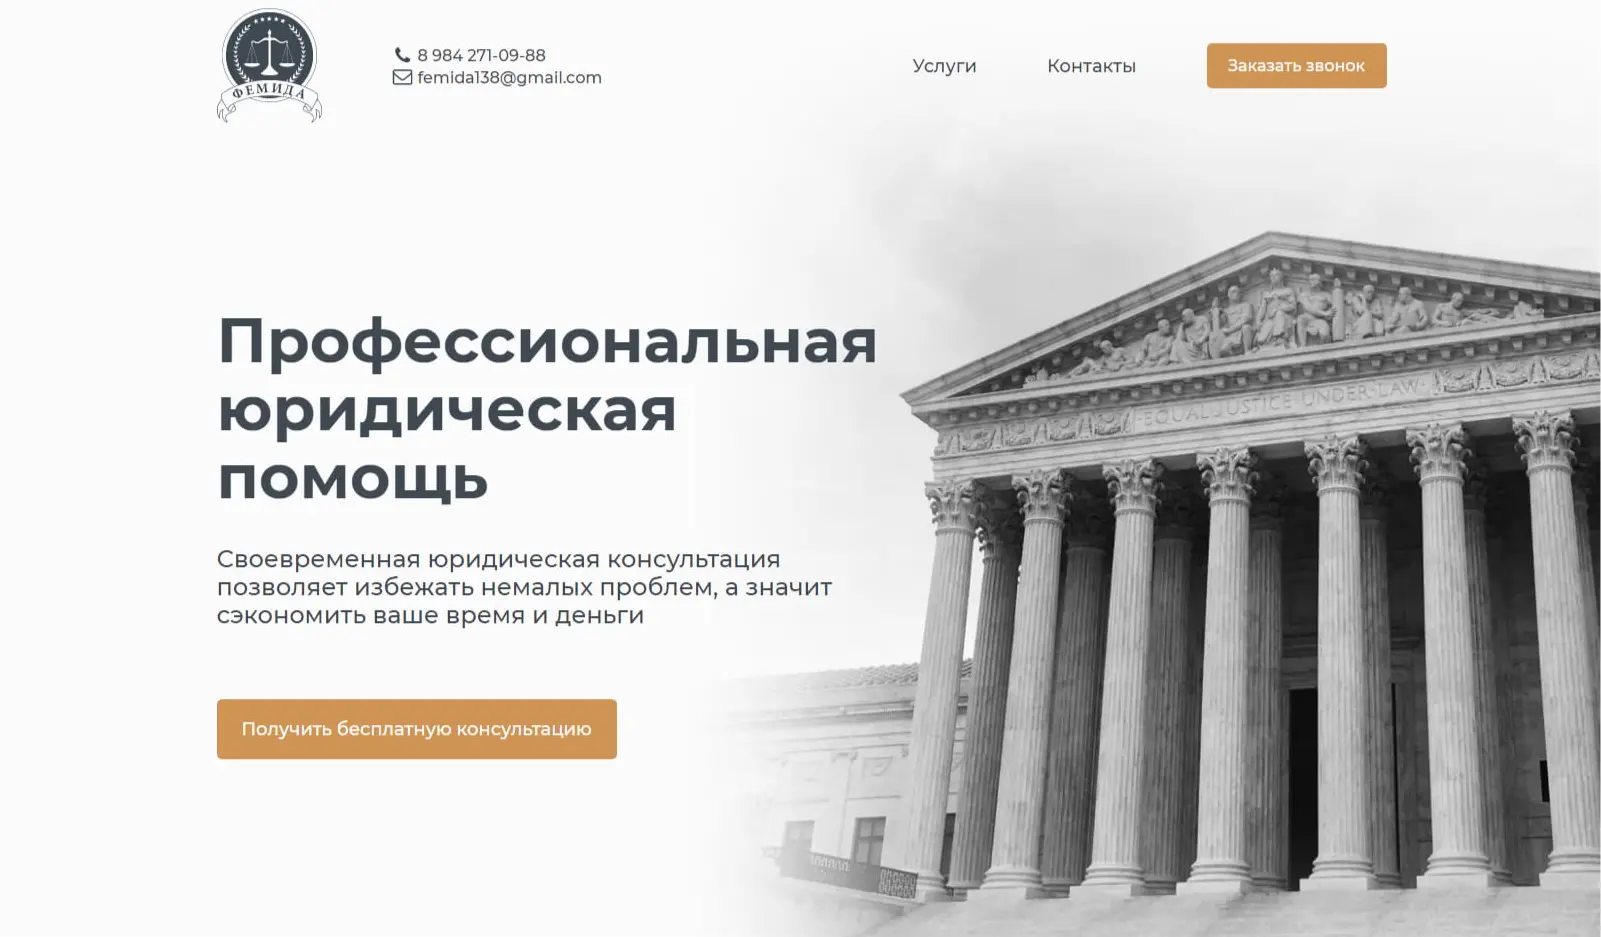 ФЕМИДА
8 984 271-09-88
femida138@gmail.com
Услуги
Контакты
Заказать звонок
Профессиональная
юридическая
помощь
Своевременная юридическая консультация
позволяет избежать немалых проблем, а значит
сэкономить ваше время и деньги
Получить бесплатную консультацию
EQUAL JUSTICE UNDER LAW